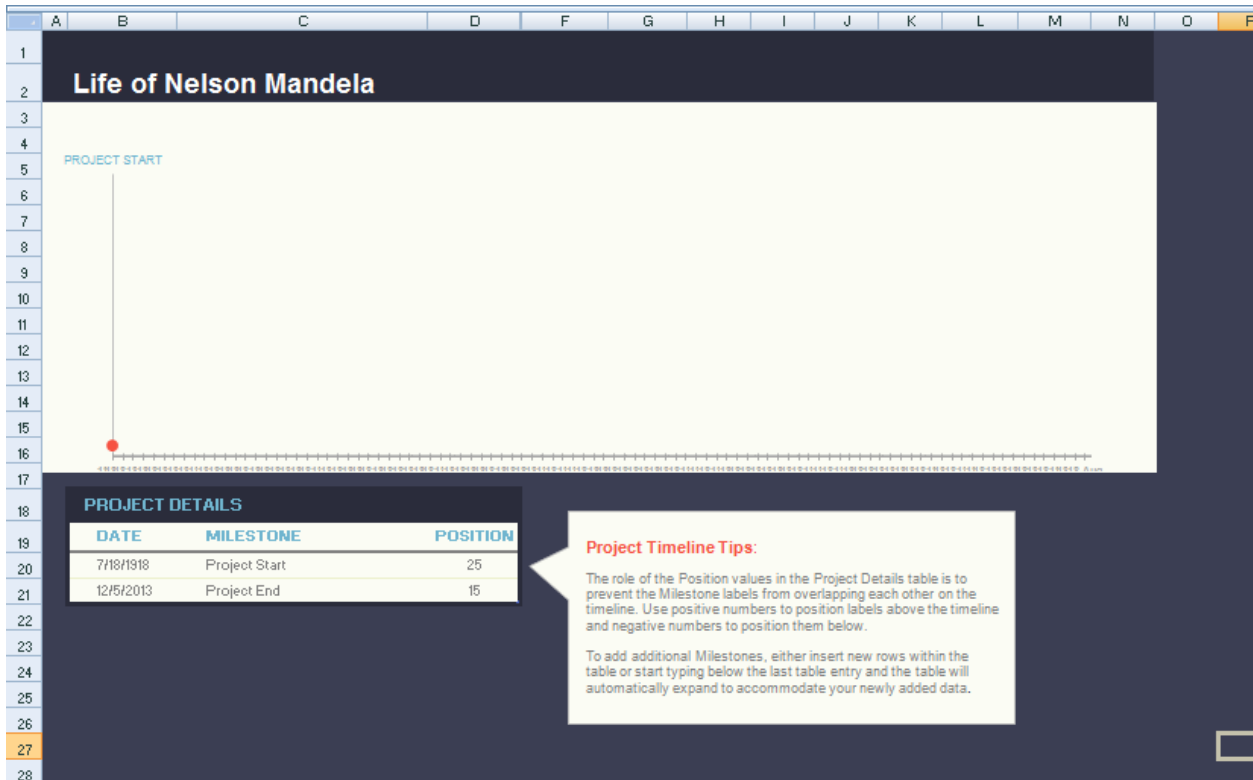 A B C D F G H I J K L M N O P
1
2 Life of Nelson Mandela
3
4
5 PROJECT START
6
7
8
9
10
11
12
13
14
15
16
17
18 PROJECT DETAILS
19 DATE MILESTONE POSITION
20 7/18/1918 Project Start 25
21 12/5/2013 Project End 15
22
23
24
25
26
27
28
Project Timeline Tips:
The role of the Position values in the Project Details table is to
prevent the Milestone labels from overlapping each other on the
timeline. Use positive numbers to position labels above the timeline
and negative numbers to position them below.
To add additional Milestones, either insert new rows within the
table or start typing below the last table entry and the table will
automatically expand to accommodate your newly added data.